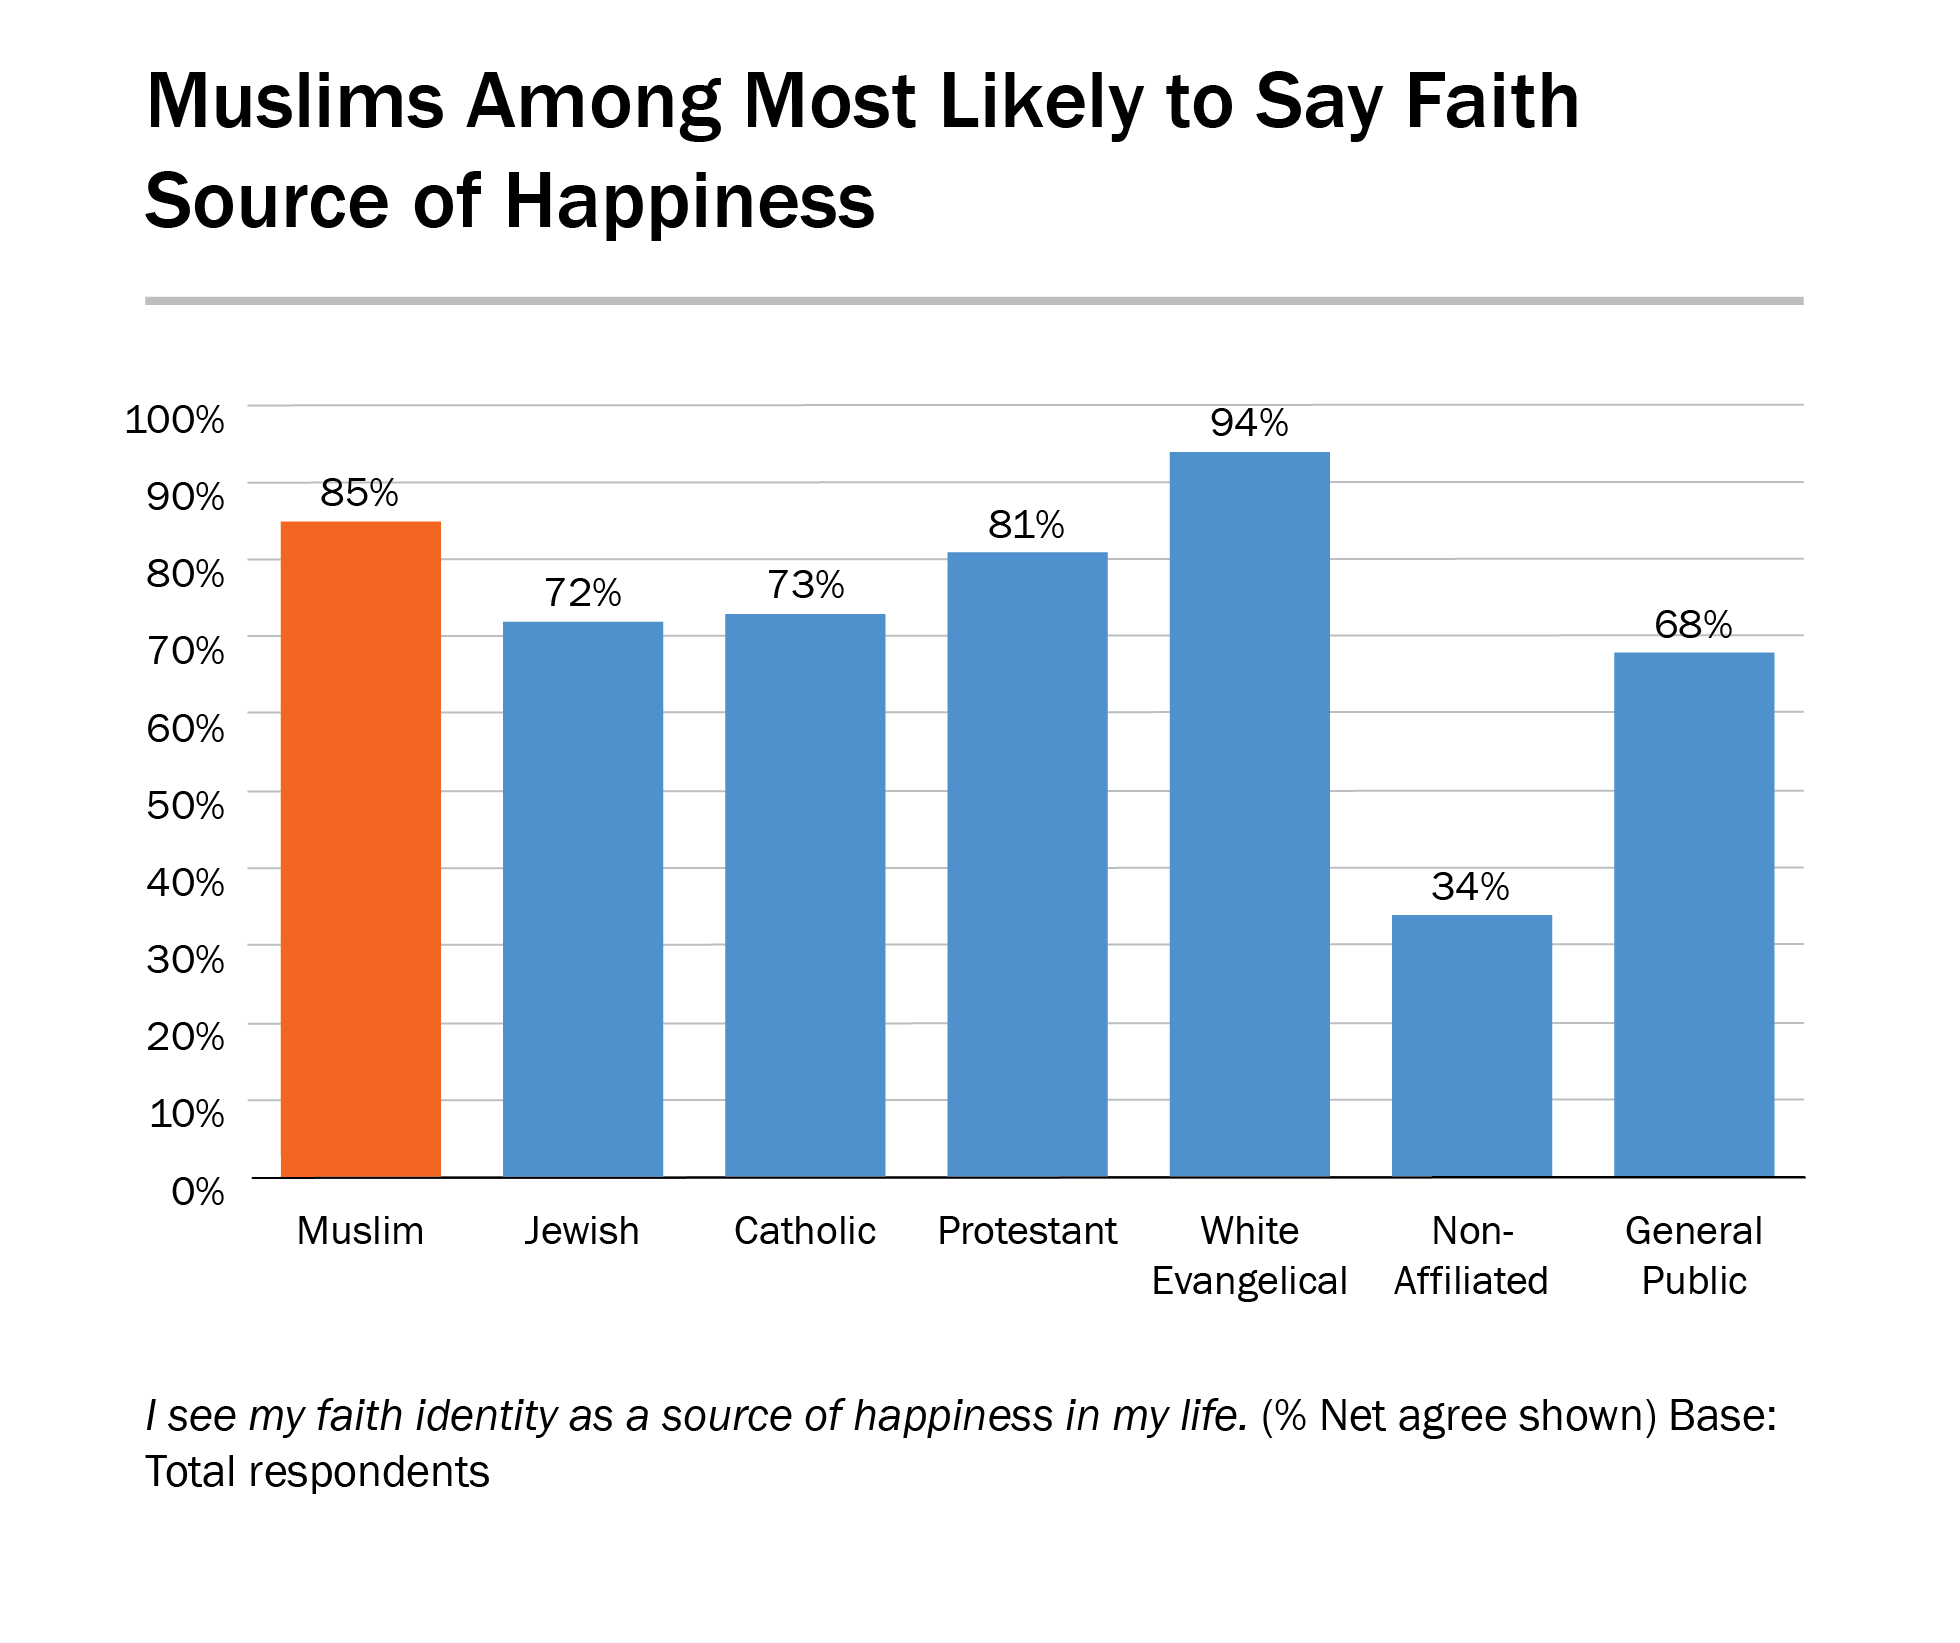 Muslims Among Most Likely to Say Faith
Source of Happiness
100%
90%
80%
70%
60%
50%
40%
30%
20%
10%
0%
85%
72%
73%
81%
94%
34%
68%
Muslim
Jewish
Catholic
Protestant
White
Evangelical
Non-
Affiliated
General
Public
I see my faith identity as a source of happiness in my life. (% Net agree shown) Base:
Total respondents